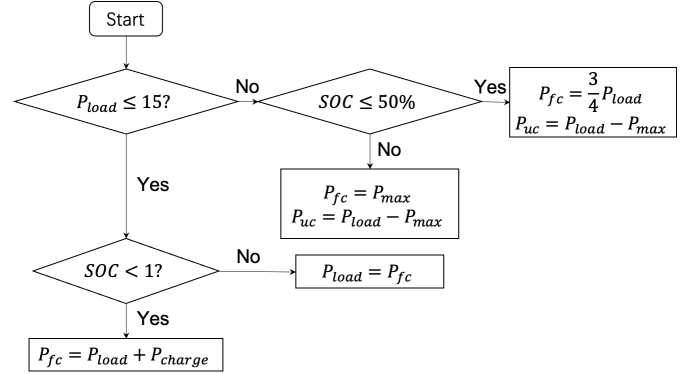 Start
P_load ≤ 15?
No
SOC ≤ 50%
Yes
P_fc = 3/4 P_load
P_uc = P_load − P_max
No
P_fc = P_max
P_uc = P_load − P_max
Yes
SOC < 1?
No
P_load = P_fc
Yes
P_fc = P_load + P_charge